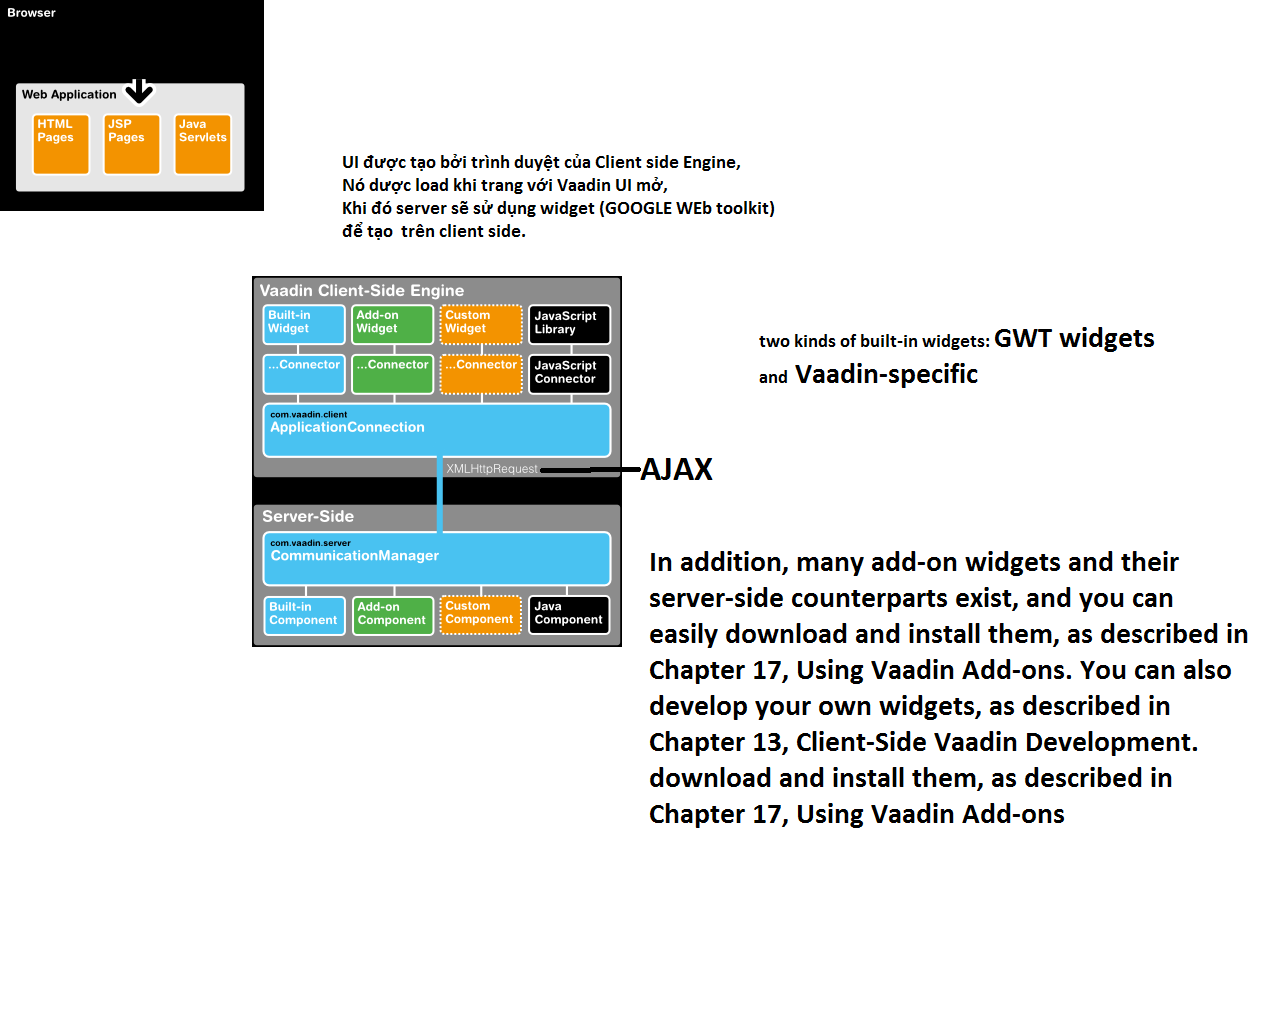 Browser
Web Application
HTML Pages
JSP Pages
Java Servlets
UI được tạo bởi trình duyệt của Client side Engine,
Nó dược load khi trang với Vaadin UI mở,
Khi đó server sẽ sử dụng widget (GOOGLE WEb toolkit)
để tạo  trên client side.
Vaadin Client-Side Engine
Built-in Widget
Add-on Widget
Custom Widget
JavaScript Library
...Connector
...Connector
...Connector
JavaScript Connector
com.vaadin.client
ApplicationConnection
two kinds of built-in widgets: GWT widgets
and Vaadin-specific
XMLHttpRequest
AJAX
Server-Side
com.vaadin.server
CommunicationManager
Built-in Component
Add-on Component
Custom Component
Java Component
In addition, many add-on widgets and their
server-side counterparts exist, and you can
easily download and install them, as described in
Chapter 17, Using Vaadin Add-ons. You can also
develop your own widgets, as described in
Chapter 13, Client-Side Vaadin Development.
download and install them, as described in
Chapter 17, Using Vaadin Add-ons